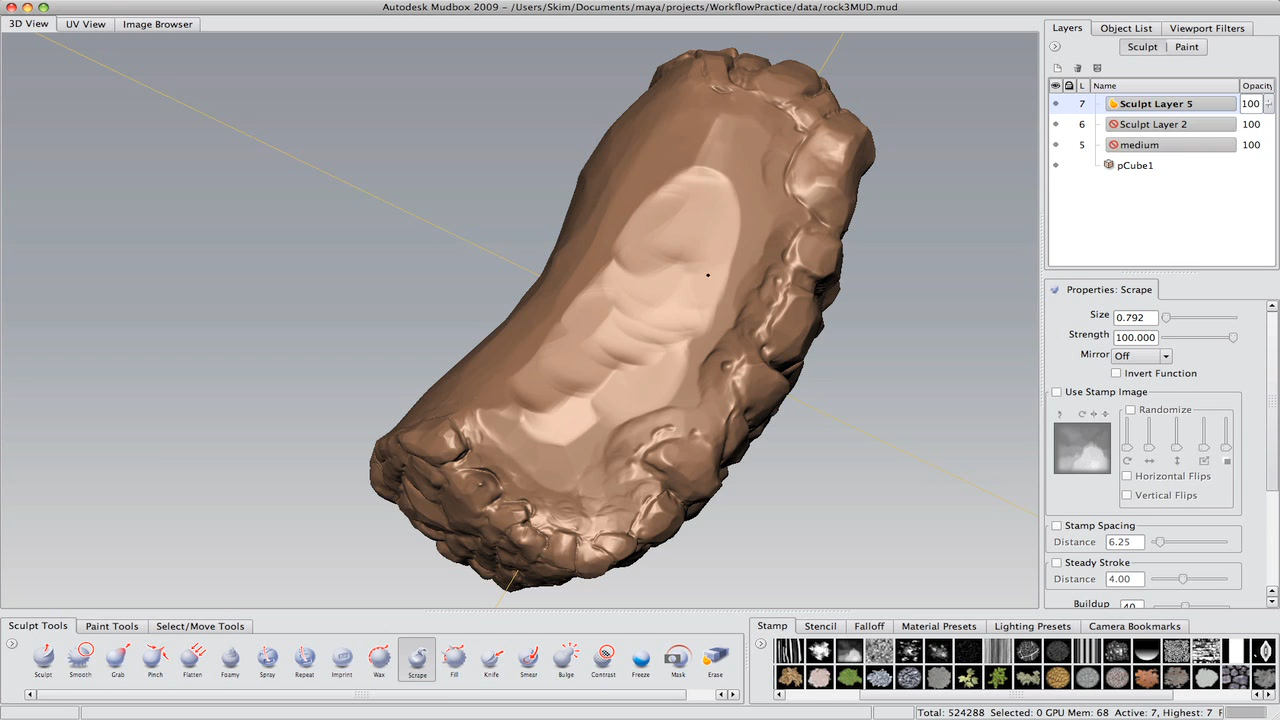 Autodesk Mudbox 2009 - /Users/Skim/Documents/maya/projects/WorkflowPractice/data/rock3MUD.mud
3D View UV View Image Browser
Layers Object List Viewport Filters
Sculpt Paint
L Name Opacity
7 Sculpt Layer 5 100
6 Sculpt Layer 2 100
5 medium 100
pCube1
Properties: Scrape
Size 0.792
Strength 100.000
Mirror Off
Invert Function
Use Stamp Image
Randomize
Horizontal Flips
Vertical Flips
Stamp Spacing
Distance 6.25
Steady Stroke
Distance 4.00
Buildup 40
Sculpt Tools Paint Tools Select/Move Tools
Stamp Stencil Falloff Material Presets Lighting Presets Camera Bookmarks
Sculpt Smooth Grab Pinch Flatten Foamy Spray Repeat Imprint Wax Scrape Fill Knife Smear Bulge Contrast Freeze Mask Erase
Total: 524288 Selected: 0 GPU Mem: 68 Active: 7, Highest: 7 F